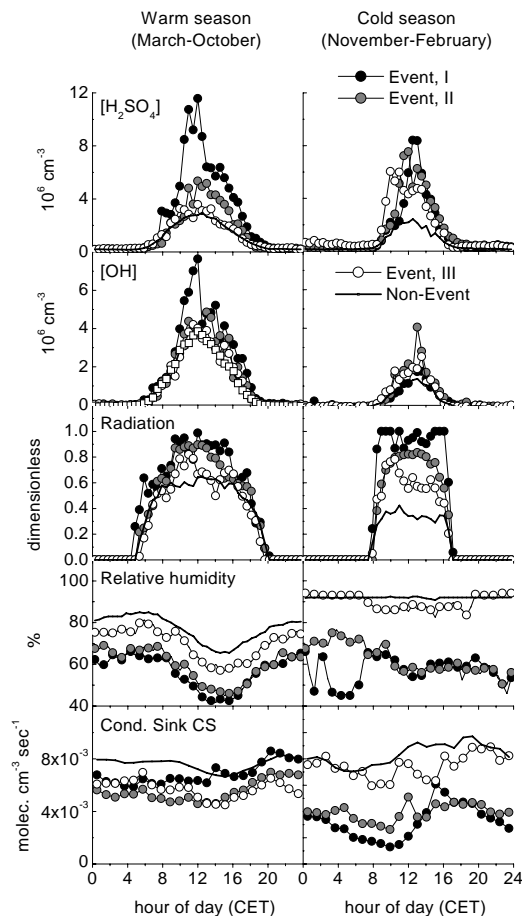 Warm season
(March-October)
Cold season
(November-February)
[H₂SO₄]
10⁶ cm⁻³
12
8
4
0
Event, I
Event, II
[OH]
10⁶ cm⁻³
6
4
2
0
Event, III
Non-Event
Radiation
dimensionless
1.0
0.8
0.6
0.4
0.2
0.0
Relative humidity
%
100
80
60
40
Cond. Sink CS
molec. cm⁻³ sec⁻¹
8x10⁻³
4x10⁻³
0
0 4 8 12 16 20 0 4 8 12 16 20 24
hour of day (CET)
hour of day (CET)